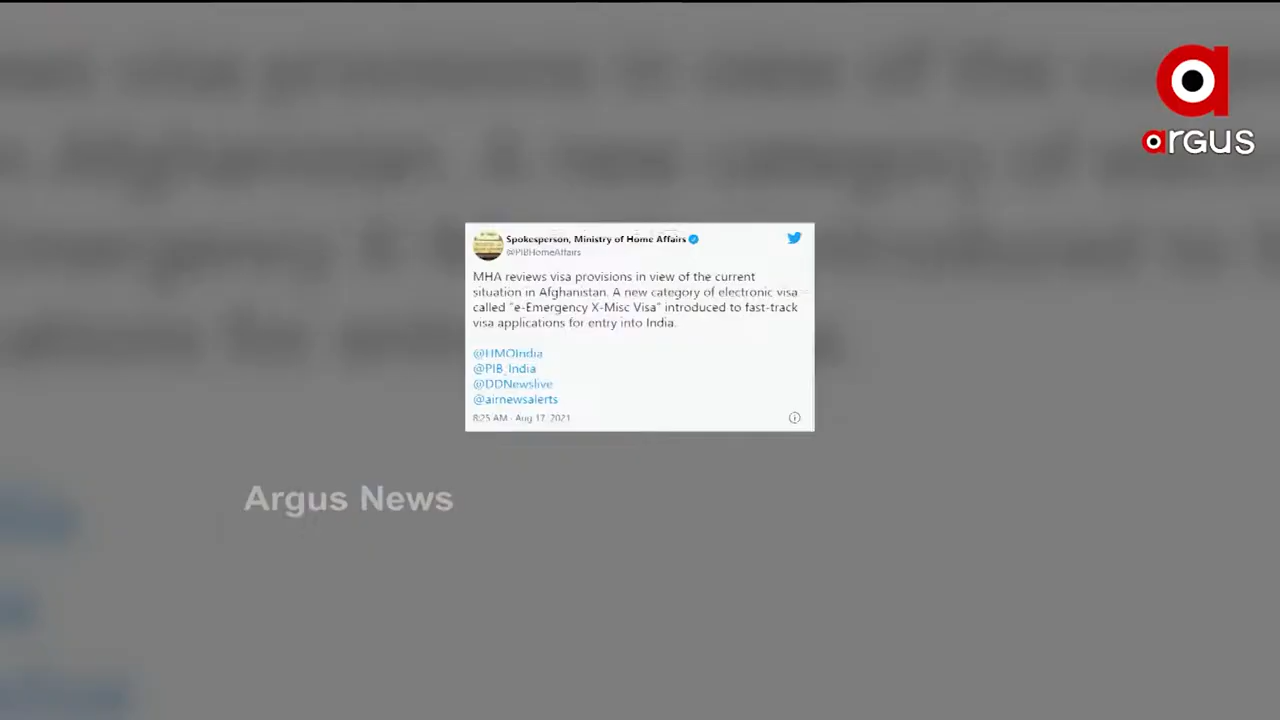 argus
Spokesperson, Ministry of Home Affairs
@PIBHomeAffairs
MHA reviews visa provisions in view of the current
situation in Afghanistan. A new category of electronic visa
called "e-Emergency X-Misc Visa" introduced to fast-track
visa applications for entry into India.
@HMOIndia
@PIB_India
@DDNewslive
@airnewsalerts
8:25 AM · Aug 17, 2021
Argus News